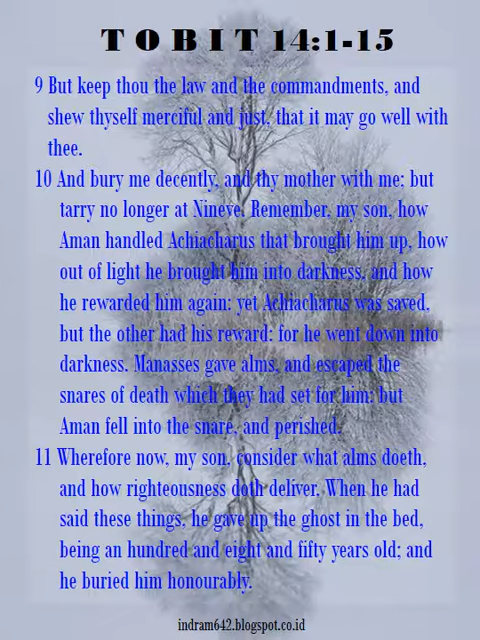 TOBIT 14:1-15
9 But keep thou the law and the commandments, and
shew thyself merciful and just, that it may go well with
thee.
10 And bury me decently, and thy mother with me; but
tarry no longer at Nineve. Remember, my son, how
Aman handled Achiacharus that brought him up, how
out of light he brought him into darkness, and how
he rewarded him again: yet Achiacharus was saved,
but the other had his reward: for he went down into
darkness. Manasses gave alms, and escaped the
snares of death which they had set for him: but
Aman fell into the snare, and perished.
11 Wherefore now, my son, consider what alms doeth,
and how righteousness doth deliver. When he had
said these things, he gave up the ghost in the bed,
being an hundred and eight and fifty years old; and
he buried him honourably.
indram642.blogspot.co.id